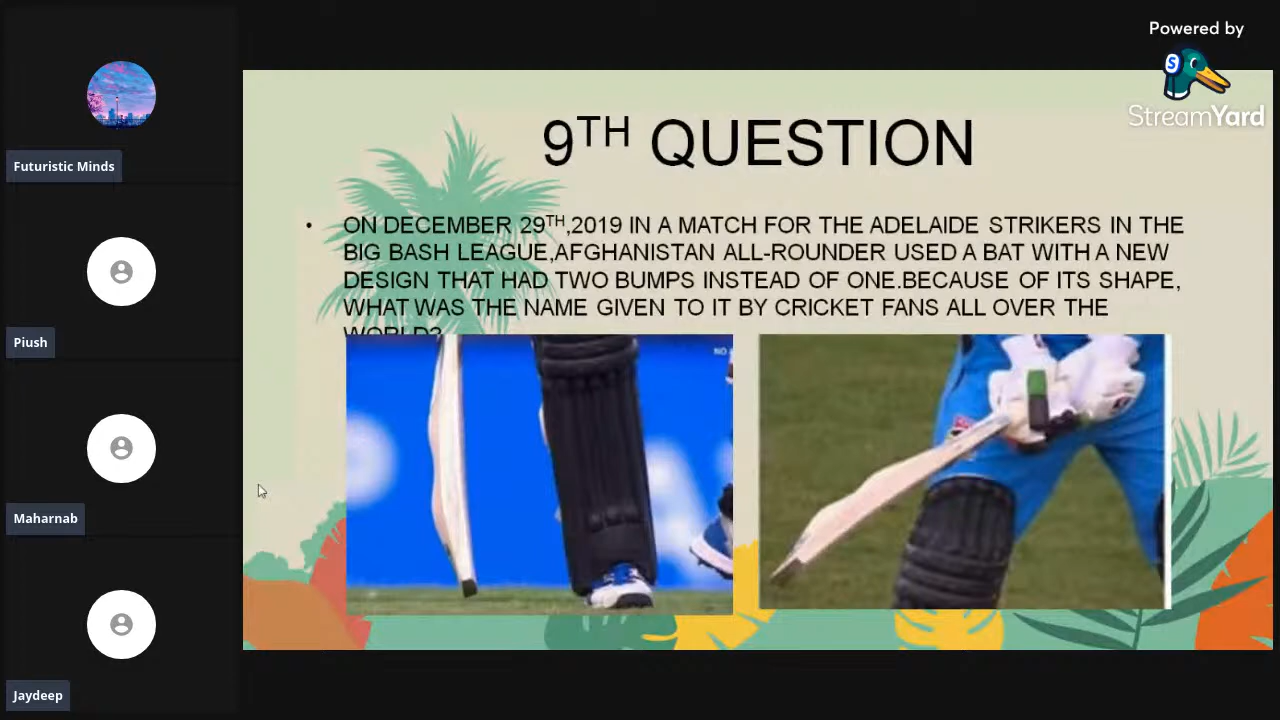 Powered by
StreamYard
Futuristic Minds
Piush
Maharnab
Jaydeep
9TH QUESTION
• ON DECEMBER 29TH,2019 IN A MATCH FOR THE ADELAIDE STRIKERS IN THE
BIG BASH LEAGUE,AFGHANISTAN ALL-ROUNDER USED A BAT WITH A NEW
DESIGN THAT HAD TWO BUMPS INSTEAD OF ONE.BECAUSE OF ITS SHAPE,
WHAT WAS THE NAME GIVEN TO IT BY CRICKET FANS ALL OVER THE
WORLD?
NO